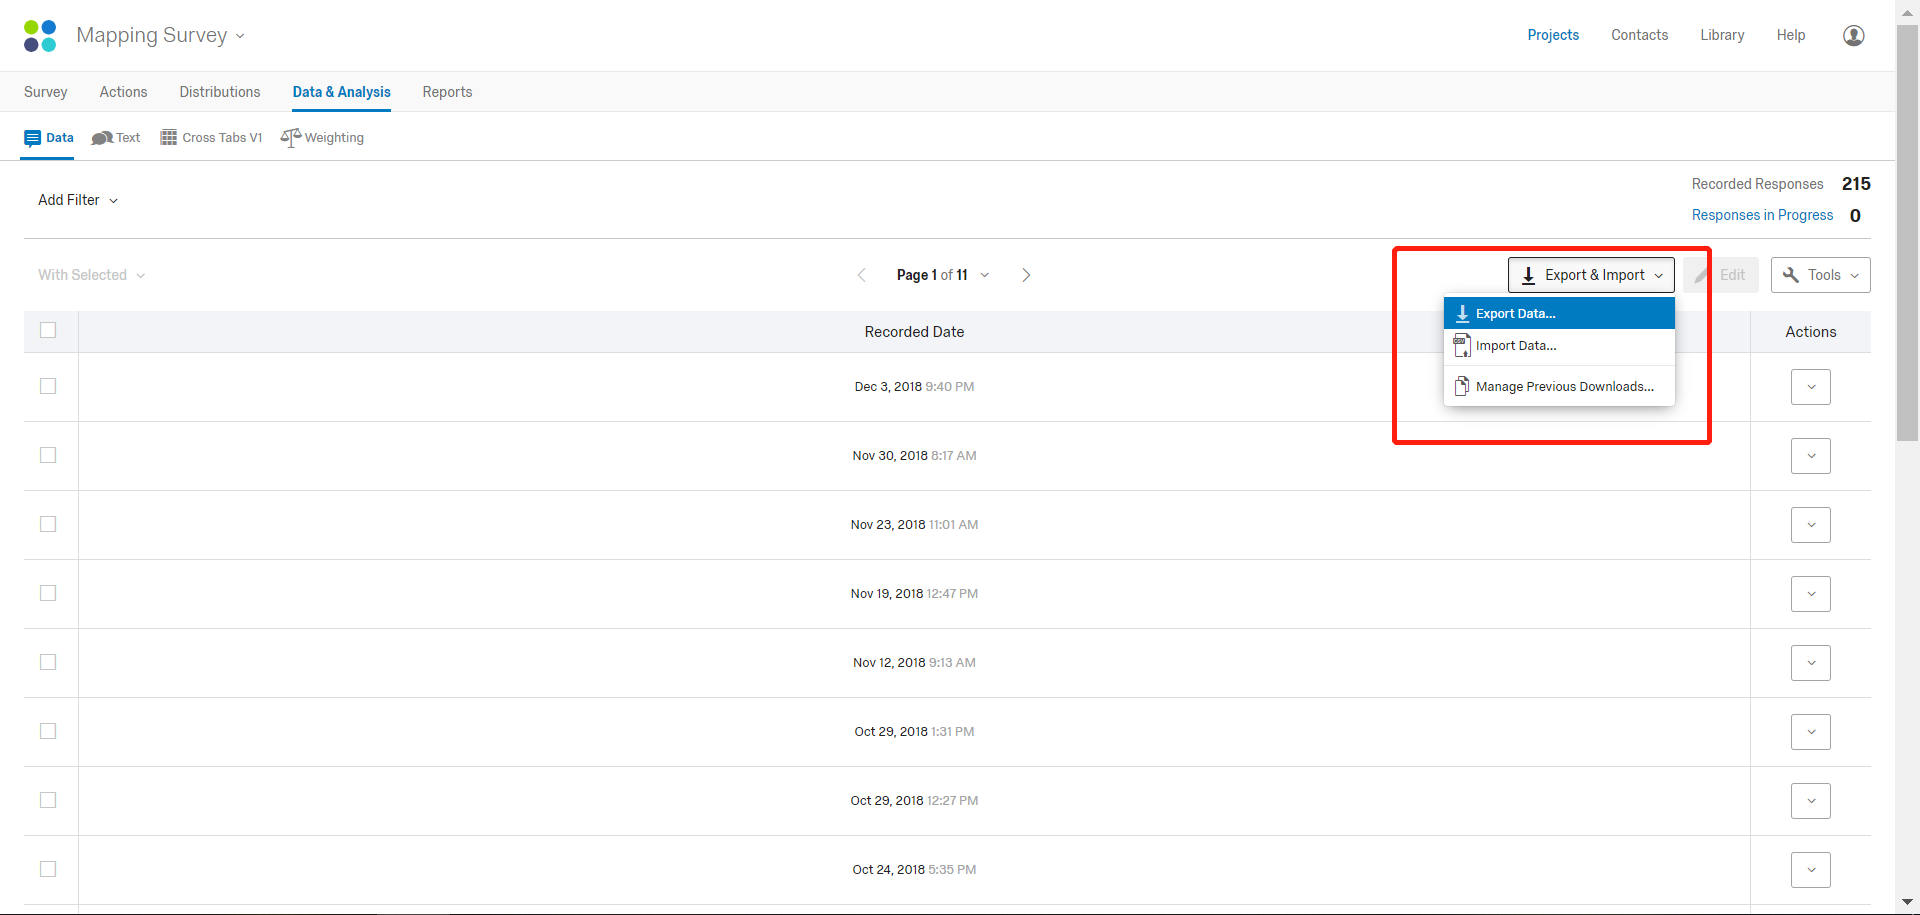 Mapping Survey
Projects Contacts Library Help
Survey Actions Distributions Data & Analysis Reports
Data Text Cross Tabs V1 Weighting
Add Filter
Recorded Responses 215
Responses in Progress 0
With Selected
Page 1 of 11
Export & Import
Edit
Tools
Export Data...
Import Data...
Manage Previous Downloads...
Recorded Date
Actions
Dec 3, 2018 9:40 PM
Nov 30, 2018 8:17 AM
Nov 23, 2018 11:01 AM
Nov 19, 2018 12:47 PM
Nov 12, 2018 9:13 AM
Oct 29, 2018 1:31 PM
Oct 29, 2018 12:27 PM
Oct 24, 2018 5:35 PM